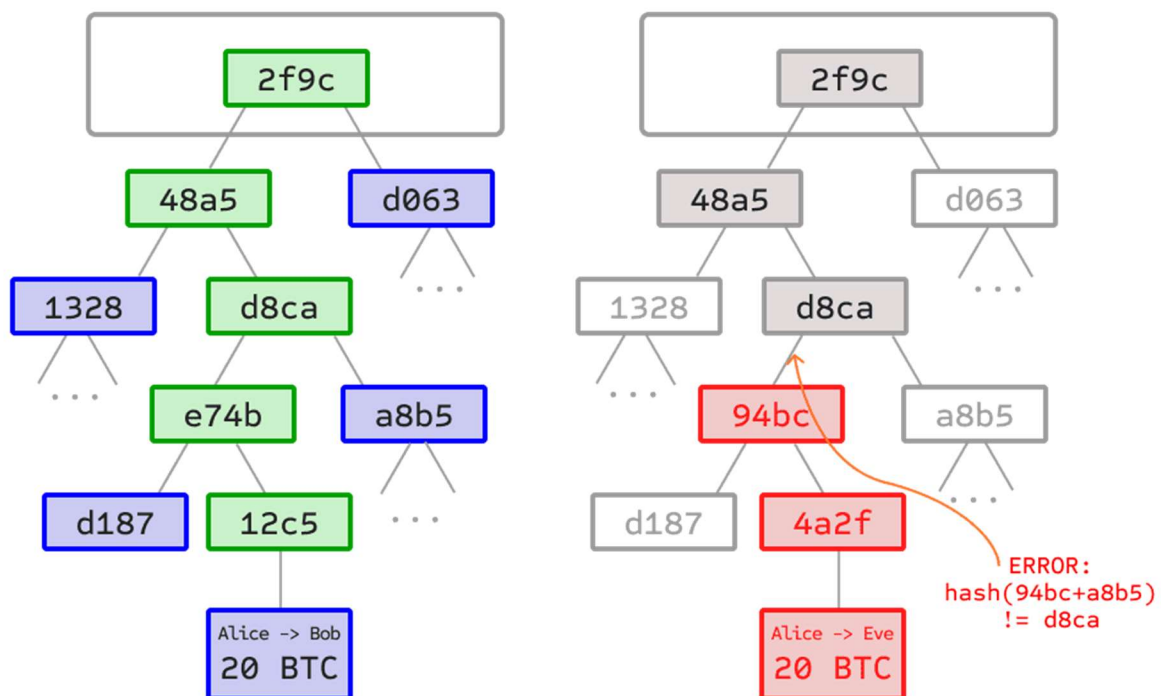 2f9c
48a5
d063
1328
d8ca
...
...
e74b
a8b5
d187
12c5
...
Alice -> Bob
20 BTC
2f9c
48a5
d063
1328
d8ca
...
...
94bc
a8b5
d187
4a2f
...
ERROR:
hash(94bc+a8b5)
!= d8ca
Alice -> Eve
20 BTC